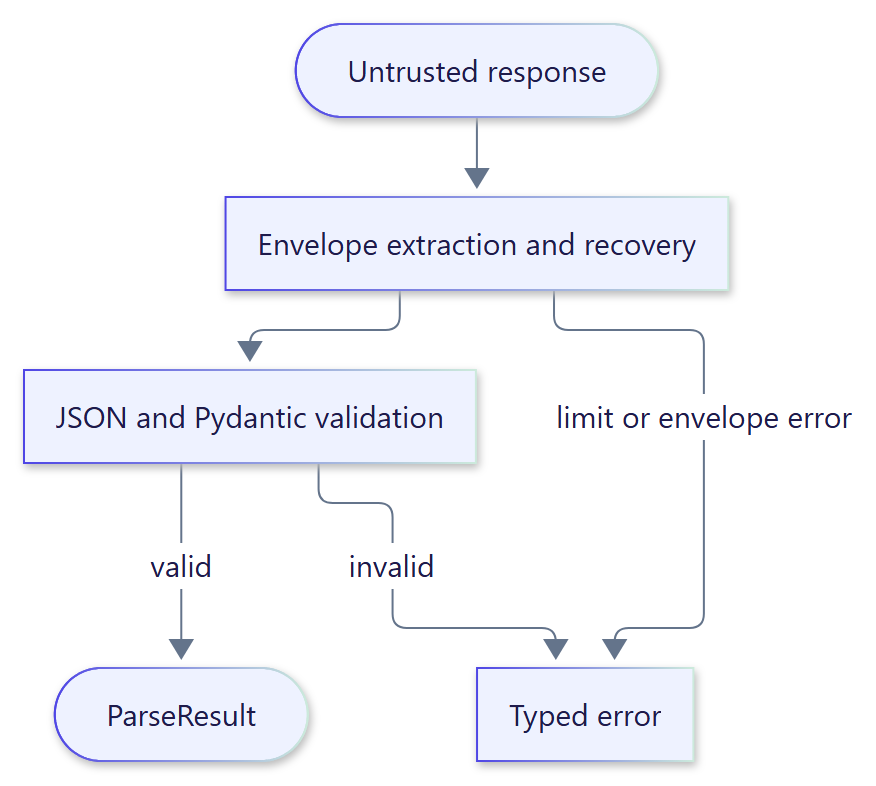 Untrusted response
Envelope extraction and recovery
JSON and Pydantic validation
limit or envelope error
valid
invalid
ParseResult
Typed error